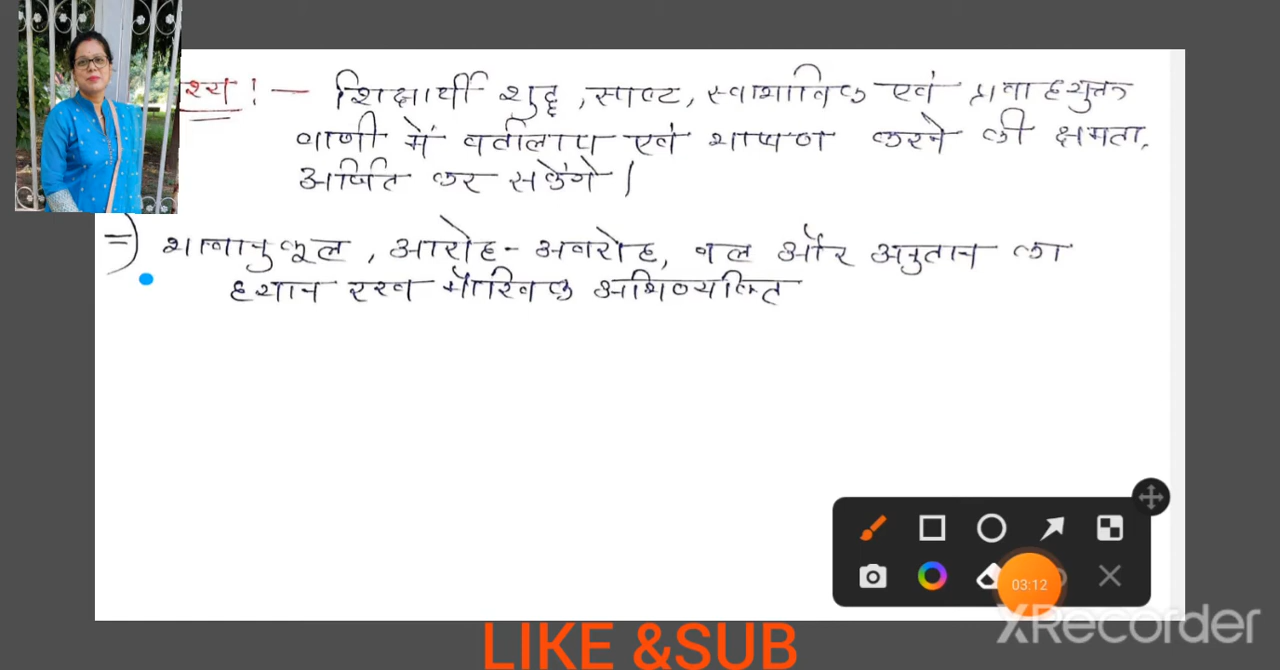 श्य ! — शिक्षार्थी शुद्ध, स्पष्ट, स्वाभाविक एवं प्रवाहयुक्त
वाणी में वार्तालाप एवं भाषण करने की क्षमता
अर्जित कर सकेंगे।
=) भावानुकूल, आरोह-अवरोह, बल और अनुतान का
ध्यान रख मौखिक अभिव्यक्ति
03:12
XRecorder
LIKE &SUB